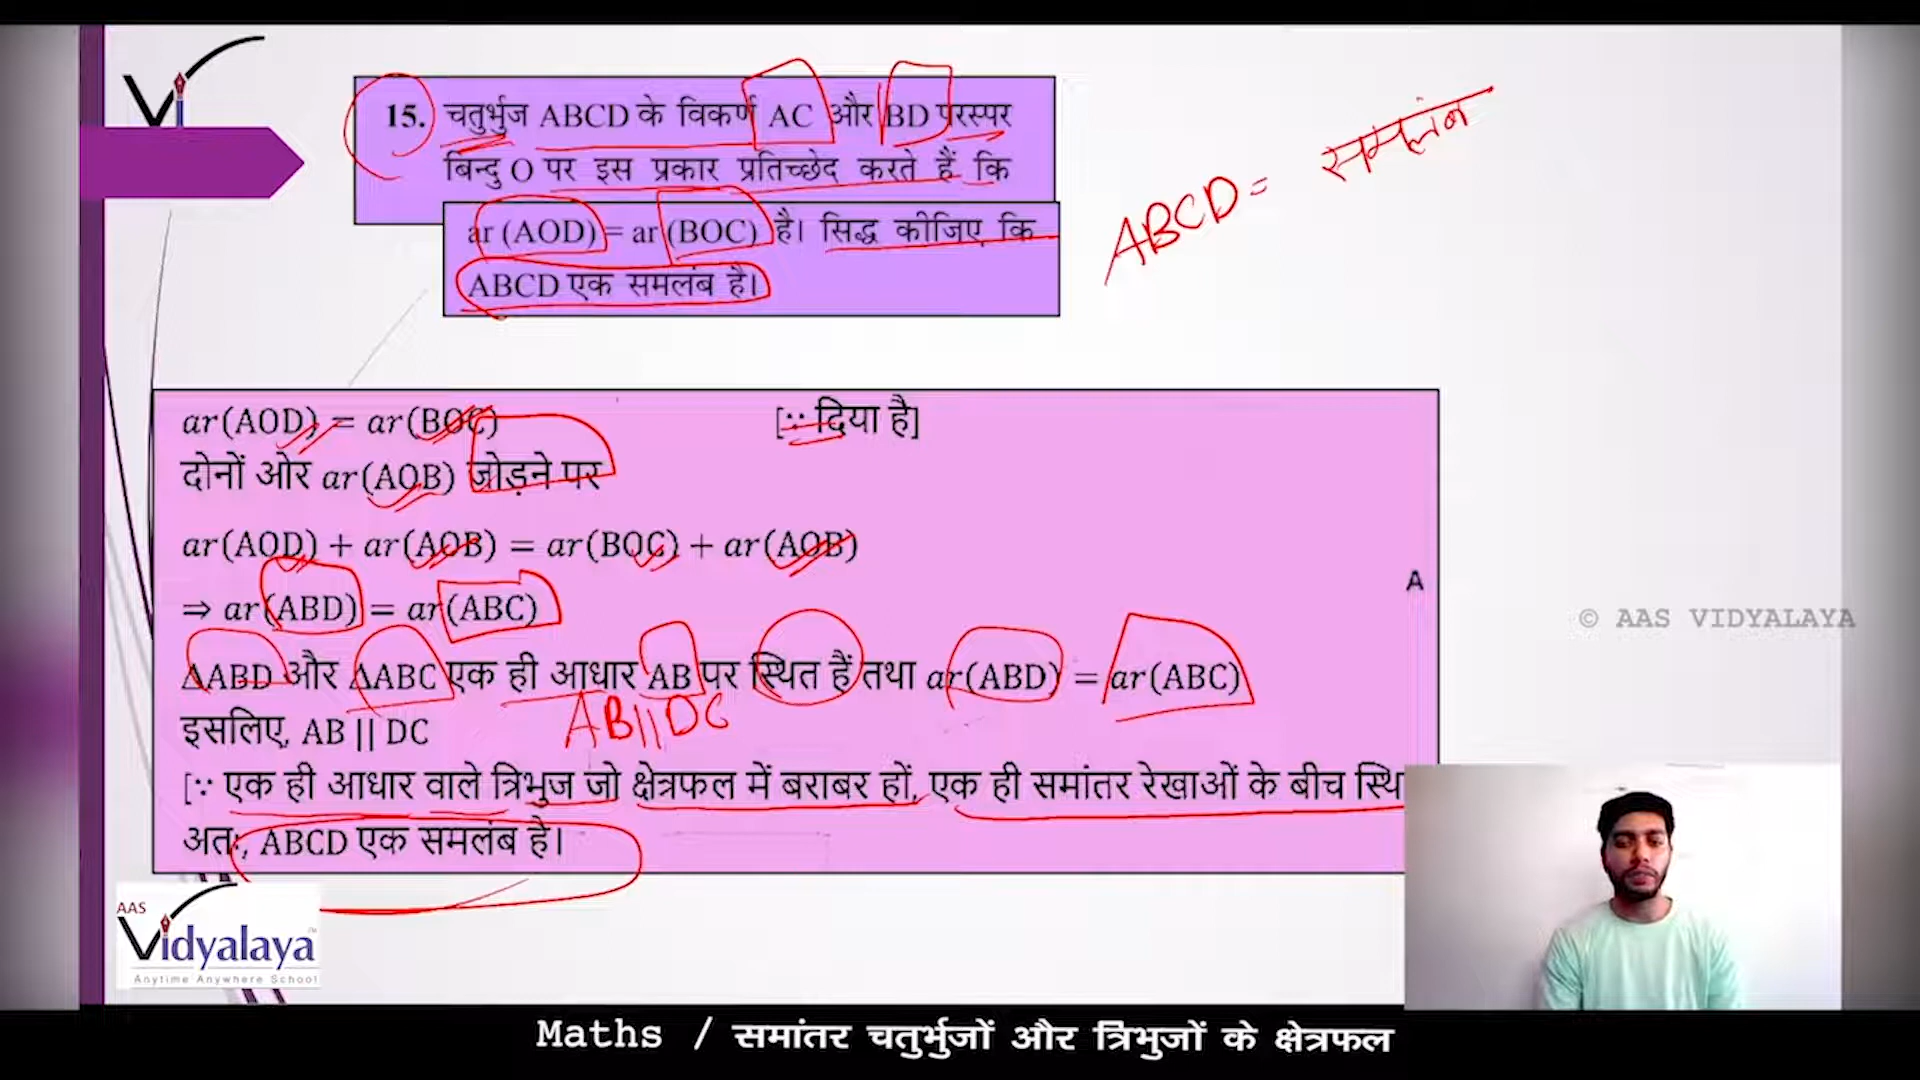 15. चतुर्भुज ABCD के विकर्ण AC और BD परस्पर
बिन्दु O पर इस प्रकार प्रतिच्छेद करते हैं कि
ar (AOD) = ar (BOC) है। सिद्ध कीजिए कि
ABCD एक समलंब है।
ABCD = समलंब
ar(AOD) = ar(BOC) [∵ दिया है]
दोनों ओर ar(AOB) जोड़ने पर
ar(AOD) + ar(AOB) = ar(BOC) + ar(AOB)
⇒ ar(ABD) = ar(ABC)
A
© AAS VIDYALAYA
ΔABD और ΔABC एक ही आधार AB पर स्थित हैं तथा ar(ABD) = ar(ABC)
इसलिए, AB || DC
AB||DC
[∵ एक ही आधार वाले त्रिभुज जो क्षेत्रफल में बराबर हों, एक ही समांतर रेखाओं के बीच स्थि
अतः, ABCD एक समलंब है।
AAS
Vidyalaya
Anytime Anywhere School
Maths / समांतर चतुर्भुजों और त्रिभुजों के क्षेत्रफल